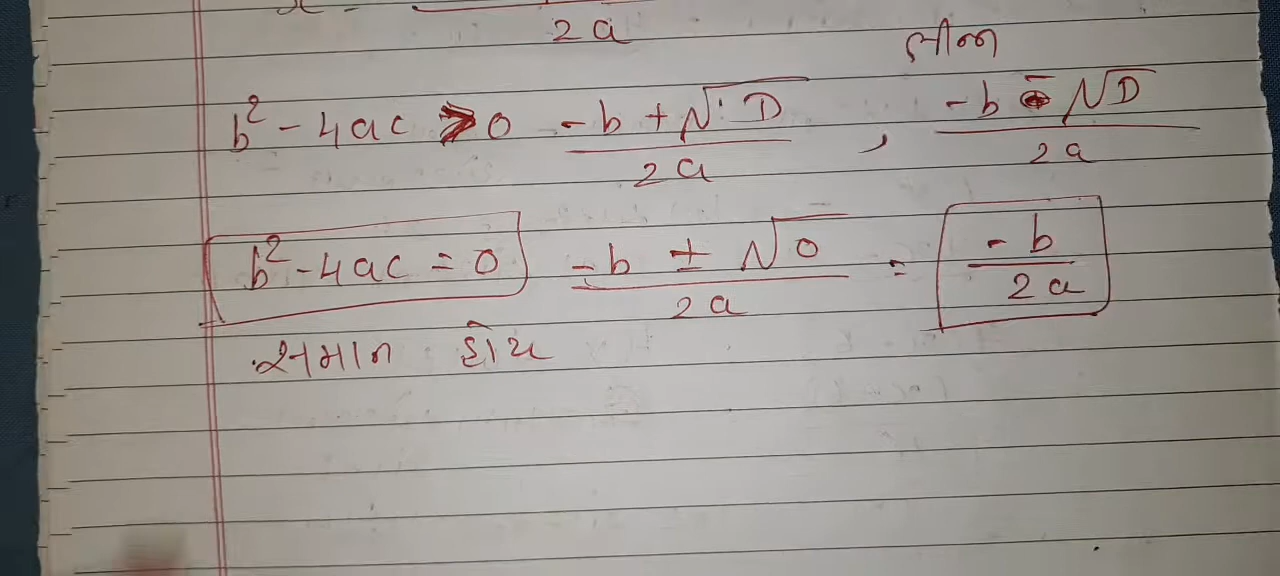 2a
ભીન્ન
b² - 4ac > 0 (-b + √D)/2a , (-b - √D)/2a
b² - 4ac = 0 (-b ± √0)/2a = -b/2a
સમાન હોય